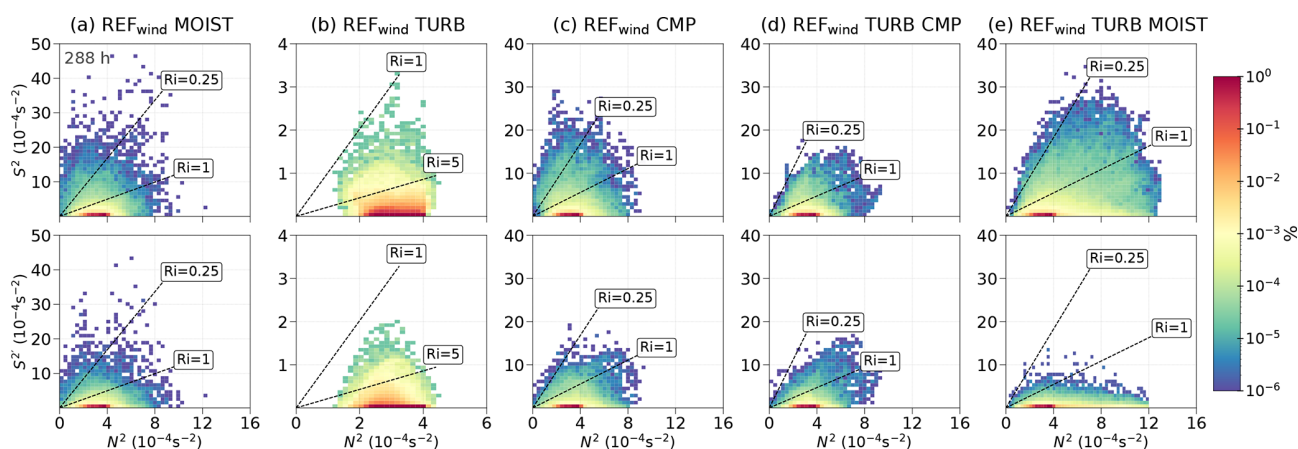 (a) REFwind MOIST
(b) REFwind TURB
(c) REFwind CMP
(d) REFwind TURB CMP
(e) REFwind TURB MOIST
50
40
30
20
10
S² (10⁻⁴s⁻²)
288 h
Ri=0.25
Ri=1
4
3
2
1
Ri=1
Ri=5
40
30
20
10
Ri=0.25
Ri=1
40
30
20
10
Ri=0.25
Ri=1
40
30
20
10
Ri=0.25
Ri=1
10⁰
10⁻¹
10⁻²
10⁻³
10⁻⁴
10⁻⁵
10⁻⁶
%
50
40
30
20
10
S²′ (10⁻⁴s⁻²)
Ri=0.25
Ri=1
0 4 8 12 16
N² (10⁻⁴s⁻²)
4
3
2
1
Ri=1
Ri=5
0 2 4 6
N² (10⁻⁴s⁻²)
40
30
20
10
Ri=0.25
Ri=1
0 4 8 12 16
N² (10⁻⁴s⁻²)
40
30
20
10
Ri=0.25
Ri=1
0 4 8 12 16
N² (10⁻⁴s⁻²)
40
30
20
10
Ri=0.25
Ri=1
0 4 8 12 16
N² (10⁻⁴s⁻²)